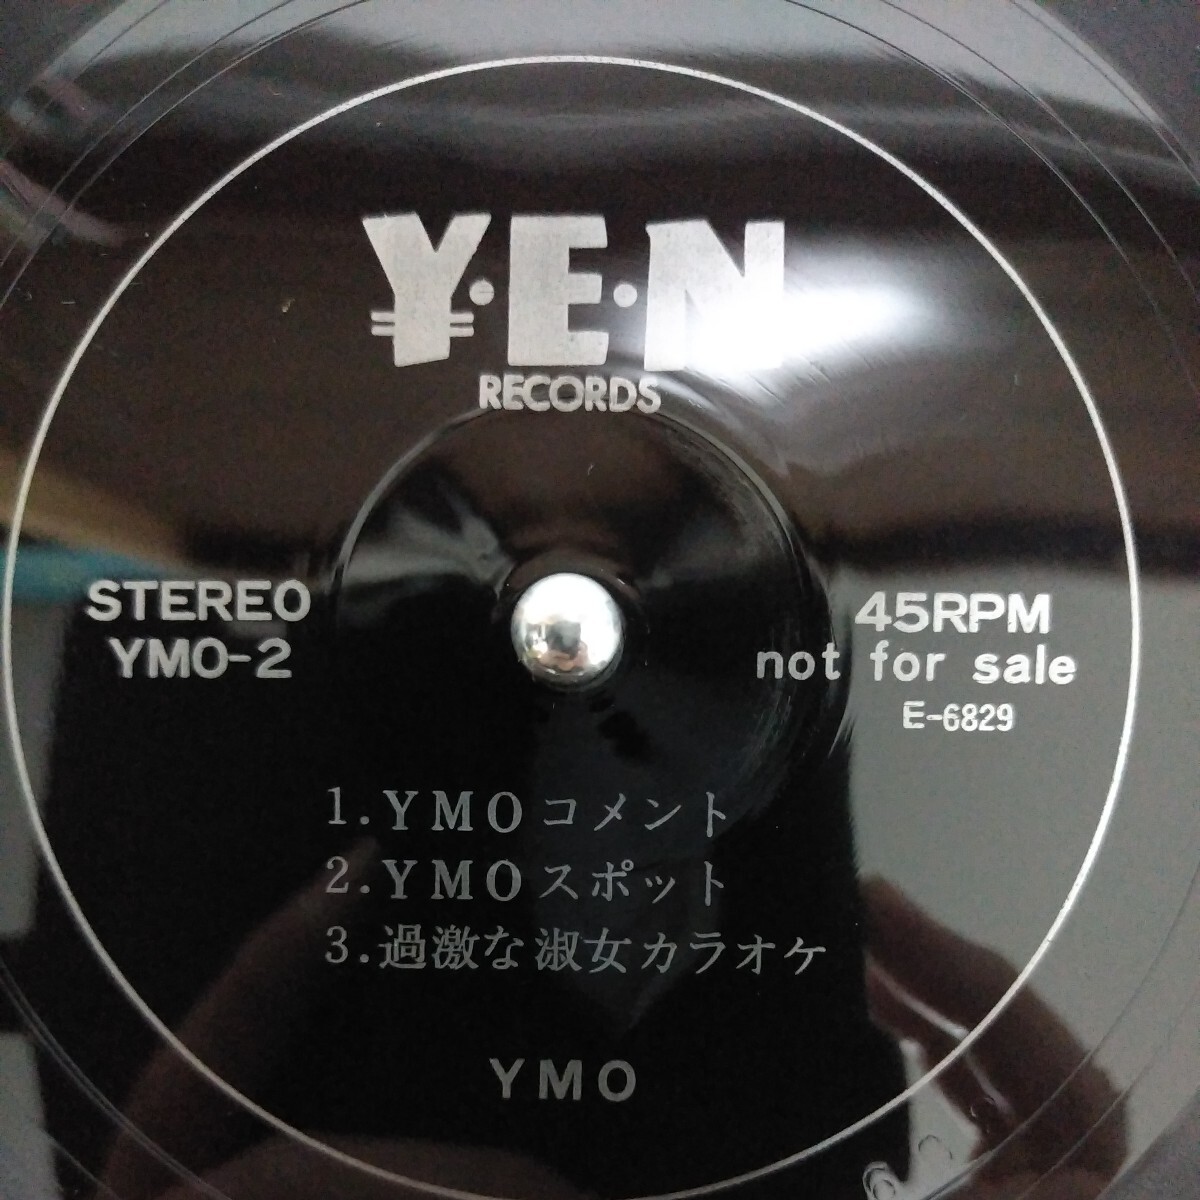 Y·E·N
RECORDS
STEREO
YMO-2
45RPM
not for sale
E-6829
1.YMOコメント
2.YMOスポット
3.過激な淑女カラオケ
YMO